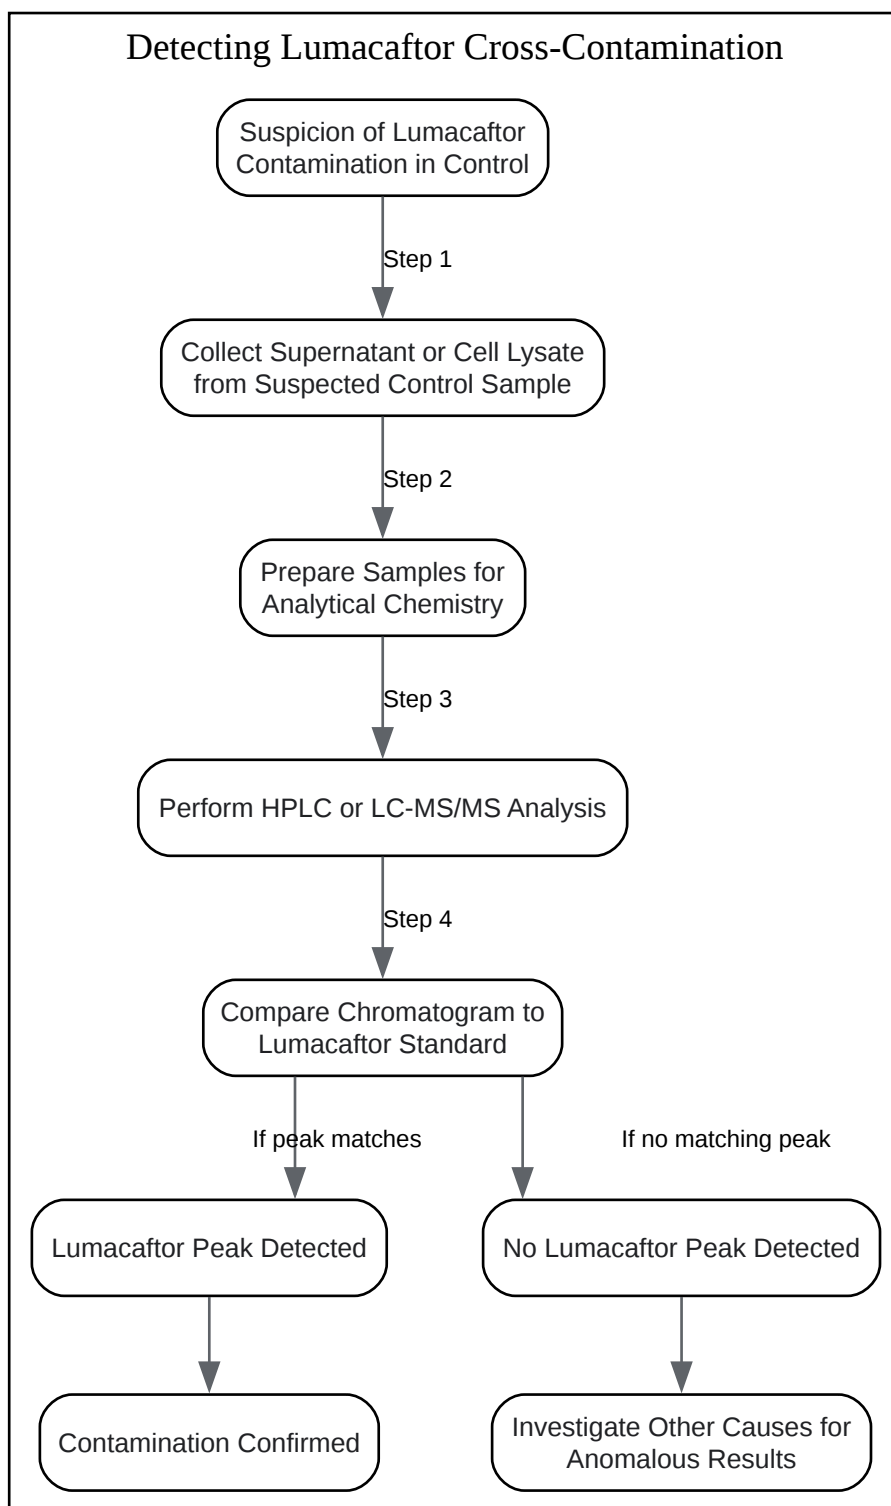 Detecting Lumacaftor Cross-Contamination
Suspicion of Lumacaftor
Contamination in Control
Step 1
Collect Supernatant or Cell Lysate
from Suspected Control Sample
Step 2
Prepare Samples for
Analytical Chemistry
Step 3
Perform HPLC or LC-MS/MS Analysis
Step 4
Compare Chromatogram to
Lumacaftor Standard
If peak matches
If no matching peak
Lumacaftor Peak Detected
No Lumacaftor Peak Detected
Contamination Confirmed
Investigate Other Causes for
Anomalous Results